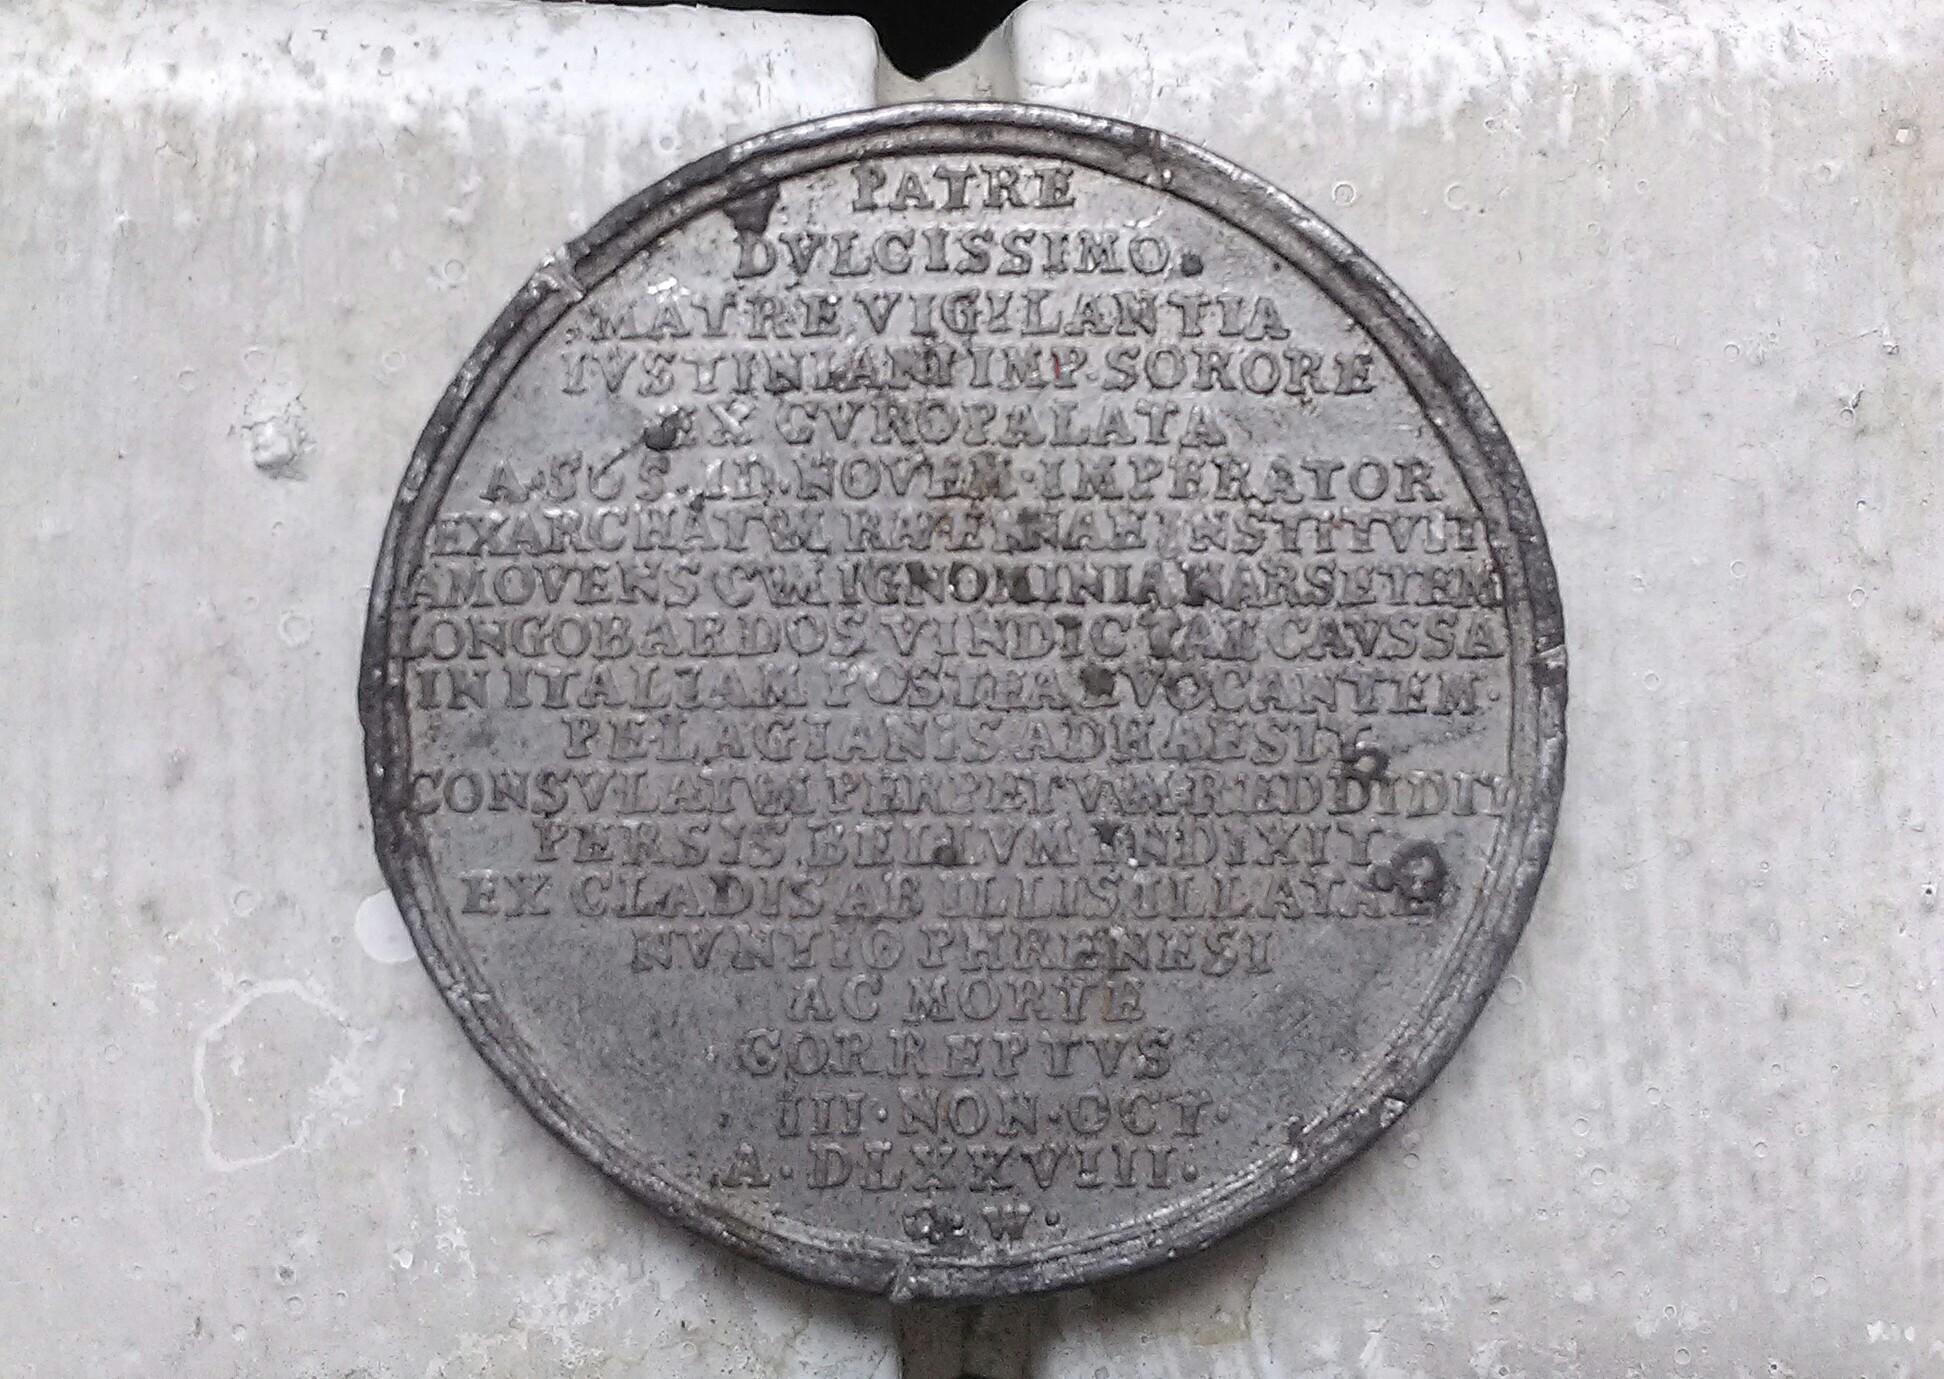 PATRE
DVLCISSIMO.
MATRE VIGILANTIA
IVSTINIANI IMP. SORORE
EX CVROPALATA
A·565. ID. NOVEM·IMPERATOR
EXARCHATVM RAVENNAE INSTITVIT
AMOVENS CVM IGNOMINIA NARSETEM
LONGOBARDOS VINDICTAE CAVSSA
IN ITALIAM POSTEA EVOCANTEM·
PELAGIANIS ADHAESIT
CONSVLATVM PERPETVVM REDDIDIT
PERSIS BELLVM INDIXIT
EX CLADIS AB ILLIS ILLATAE
NVNTIO PHRENESI
AC MORTE
CORREPTVS
III·NON·OCT·
A·DLXXVIII·
W·